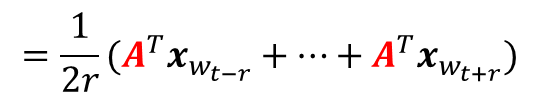 = 1/2r (A^T x_{w_{t-r}} + ⋯ + A^T x_{w_{t+r}})